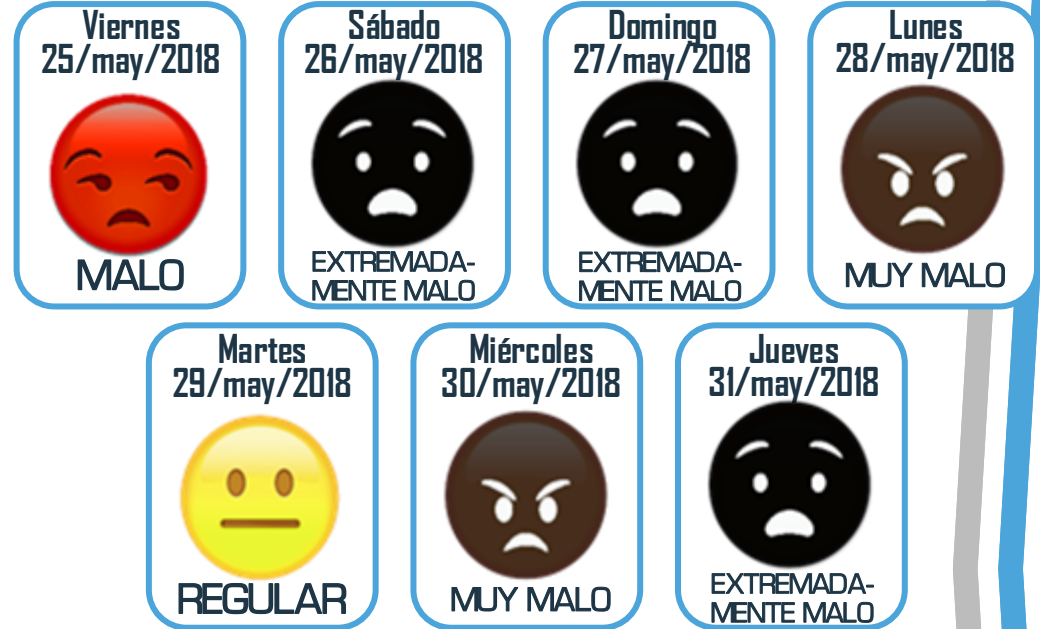 Viernes
25/may/2018
MALO
Sábado
26/may/2018
EXTREMADA-
MENTE MALO
Domingo
27/may/2018
EXTREMADA-
MENTE MALO
Lunes
28/may/2018
MUY MALO
Martes
29/may/2018
REGULAR
Miércoles
30/may/2018
MUY MALO
Jueves
31/may/2018
EXTREMADA-
MENTE MALO